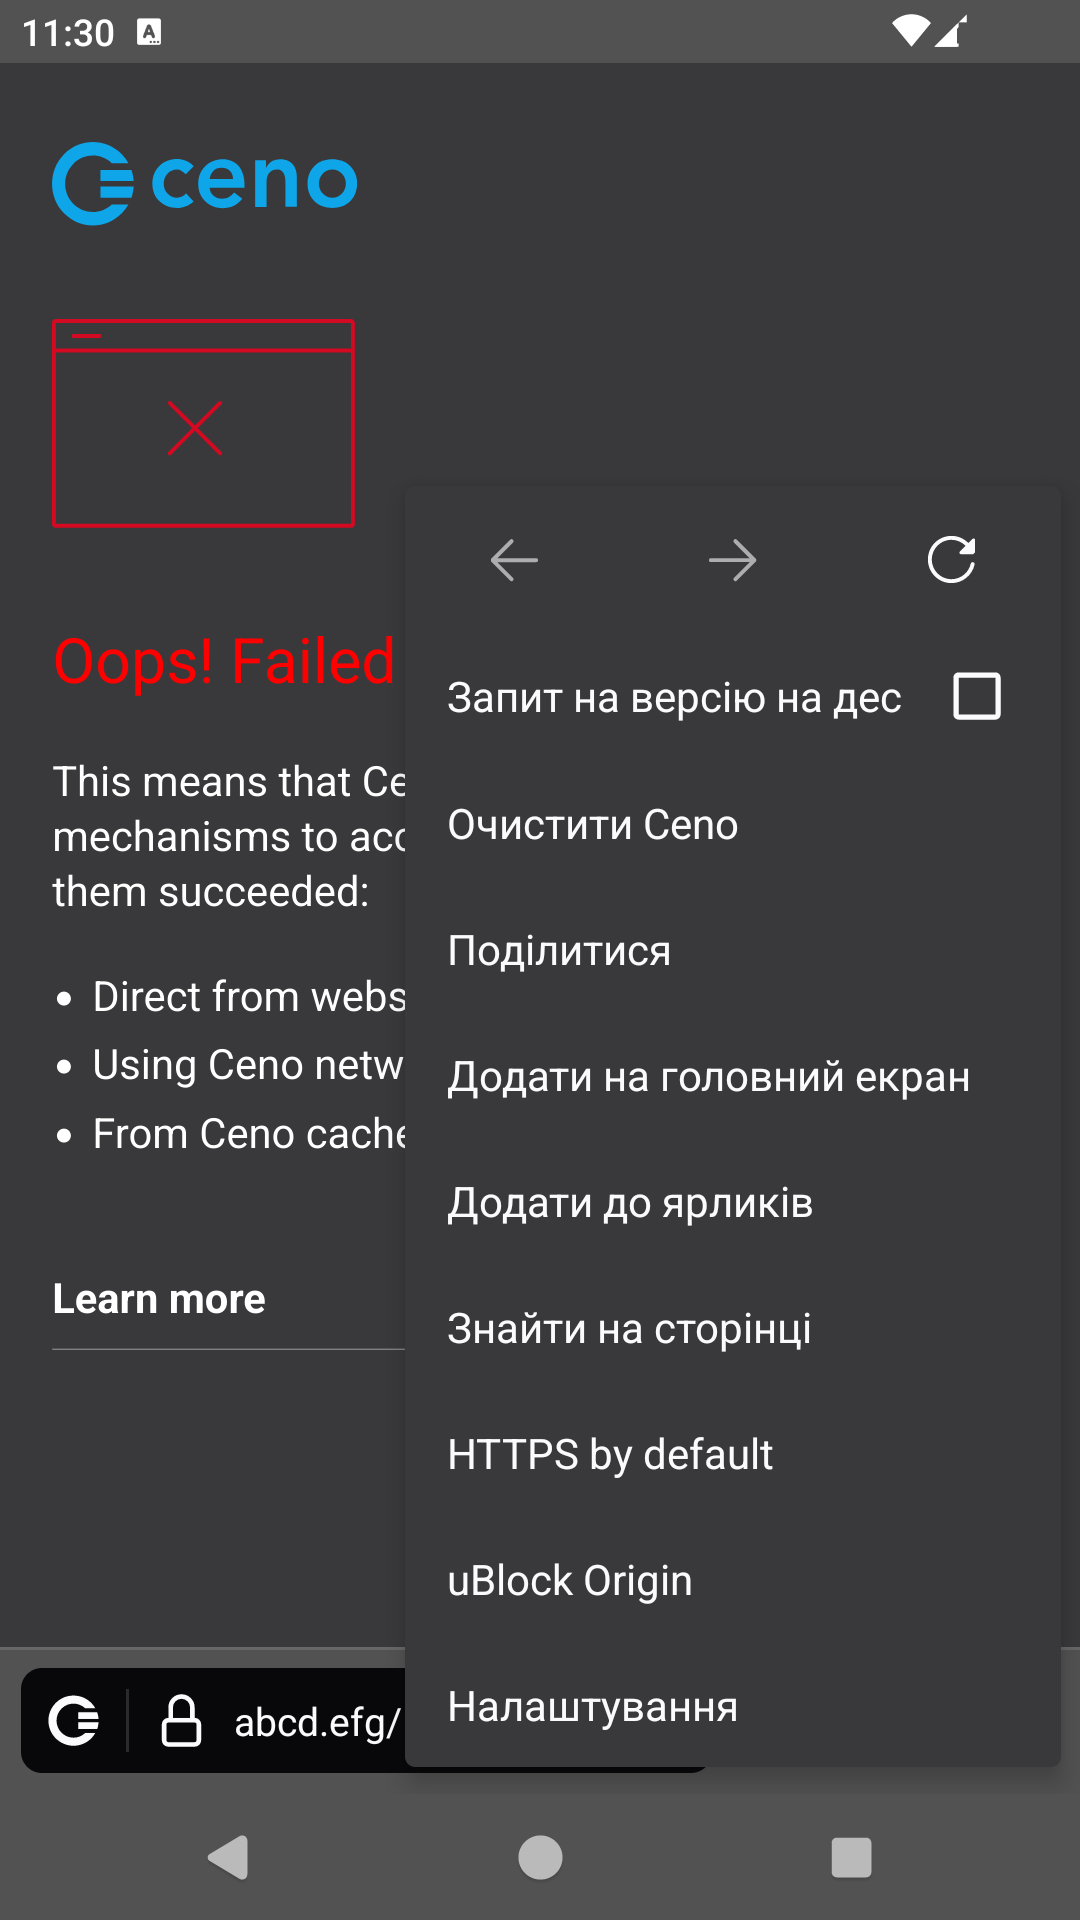 11:30
ceno
Oops! Failed
This means that Ce
mechanisms to acc
them succeeded:
Direct from webs
Using Ceno netw
From Ceno cache
Learn more
Запит на версію на дес
Очистити Ceno
Поділитися
Додати на головний екран
Додати до ярликів
Знайти на сторінці
HTTPS by default
uBlock Origin
Налаштування
abcd.efg/